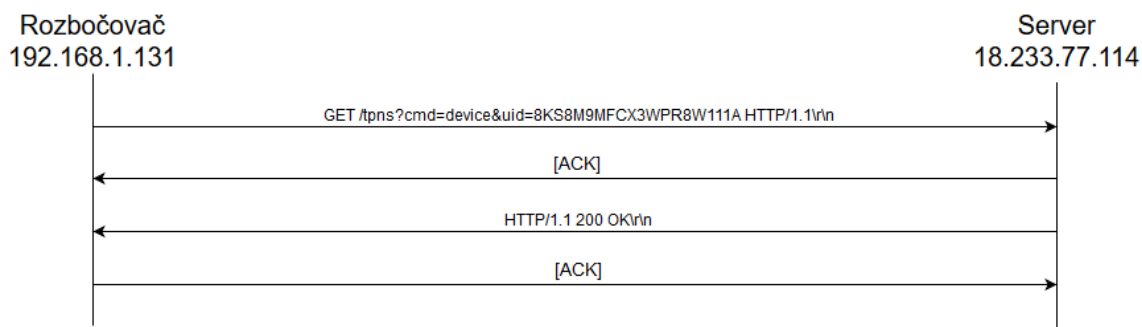 Rozbočovač
192.168.1.131
Server
18.233.77.114
GET /tpns?cmd=device&uid=8KS8M9MFCX3WPR8W111A HTTP/1.1\r\n
[ACK]
HTTP/1.1 200 OK\r\n
[ACK]